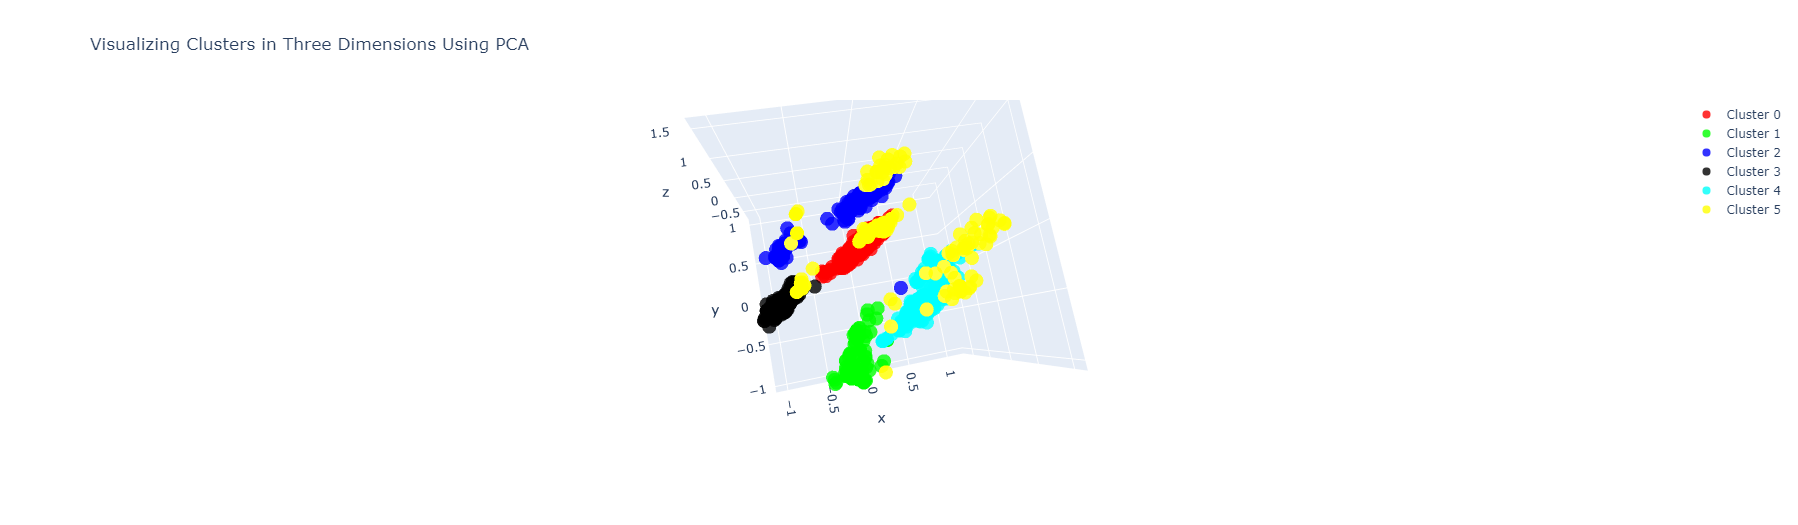 Visualizing Clusters in Three Dimensions Using PCA
Cluster 0
Cluster 1
Cluster 2
Cluster 3
Cluster 4
Cluster 5
1.5
1
0.5
0
−0.5
z
1
0.5
0
−0.5
−1
y
−1
−0.5
0
0.5
1
x